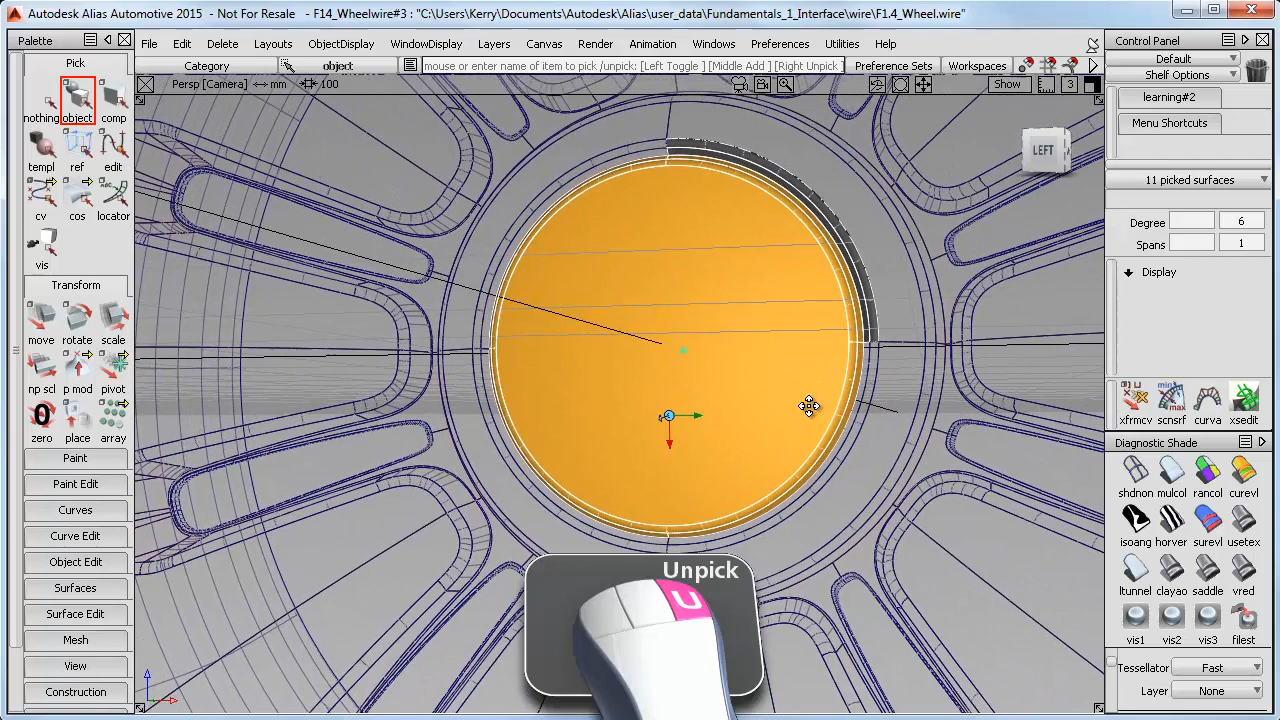 Autodesk Alias Automotive 2015 - Not For Resale - F14_Wheelwire#3 : "C:\Users\Kerry\Documents\Autodesk\Alias\user_data\Fundamentals_1_Interface\wire\F1.4_Wheel.wire"
Palette
File Edit Delete Layouts ObjectDisplay WindowDisplay Layers Canvas Render Animation Windows Preferences Utilities Help
Control Panel
Category object mouse or enter name of item to pick /unpick: [Left Toggle ] [Middle Add ] [Right Unpick Preference Sets Workspaces
Default
Shelf Options
Pick
Persp [Camera] <-> mm 100 Show 3
nothing object comp
templ ref edit
cv cos locator
vis
Transform
move rotate scale
np scl p mod pivot
0
zero place array
Paint
Paint Edit
Curves
Curve Edit
Object Edit
Surfaces
Surface Edit
Mesh
View
Construction
LEFT
Unpick
U
learning#2
Menu Shortcuts
11 picked surfaces
Degree 6
Spans 1
Display
xfrmcv scnsrf curva xsedit
Diagnostic Shade
shdnon mulcol rancol curevl
isoang horver surevl usetex
linnel clayao saddle vred
vis1 vis2 vis3 filest
Tessellator Fast
Layer None